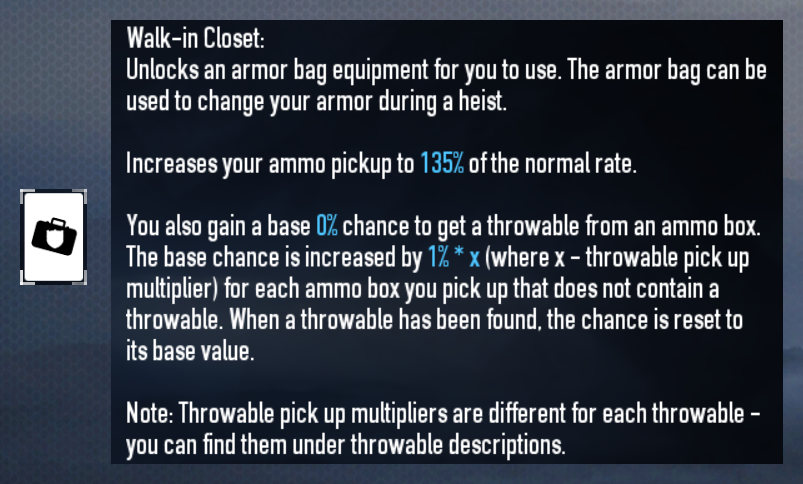 Walk-in Closet:
Unlocks an armor bag equipment for you to use. The armor bag can be
used to change your armor during a heist.
Increases your ammo pickup to 135% of the normal rate.
You also gain a base 0% chance to get a throwable from an ammo box.
The base chance is increased by 1% * x (where x - throwable pick up
multiplier) for each ammo box you pick up that does not contain a
throwable. When a throwable has been found, the chance is reset to
its base value.
Note: Throwable pick up multipliers are different for each throwable -
you can find them under throwable descriptions.